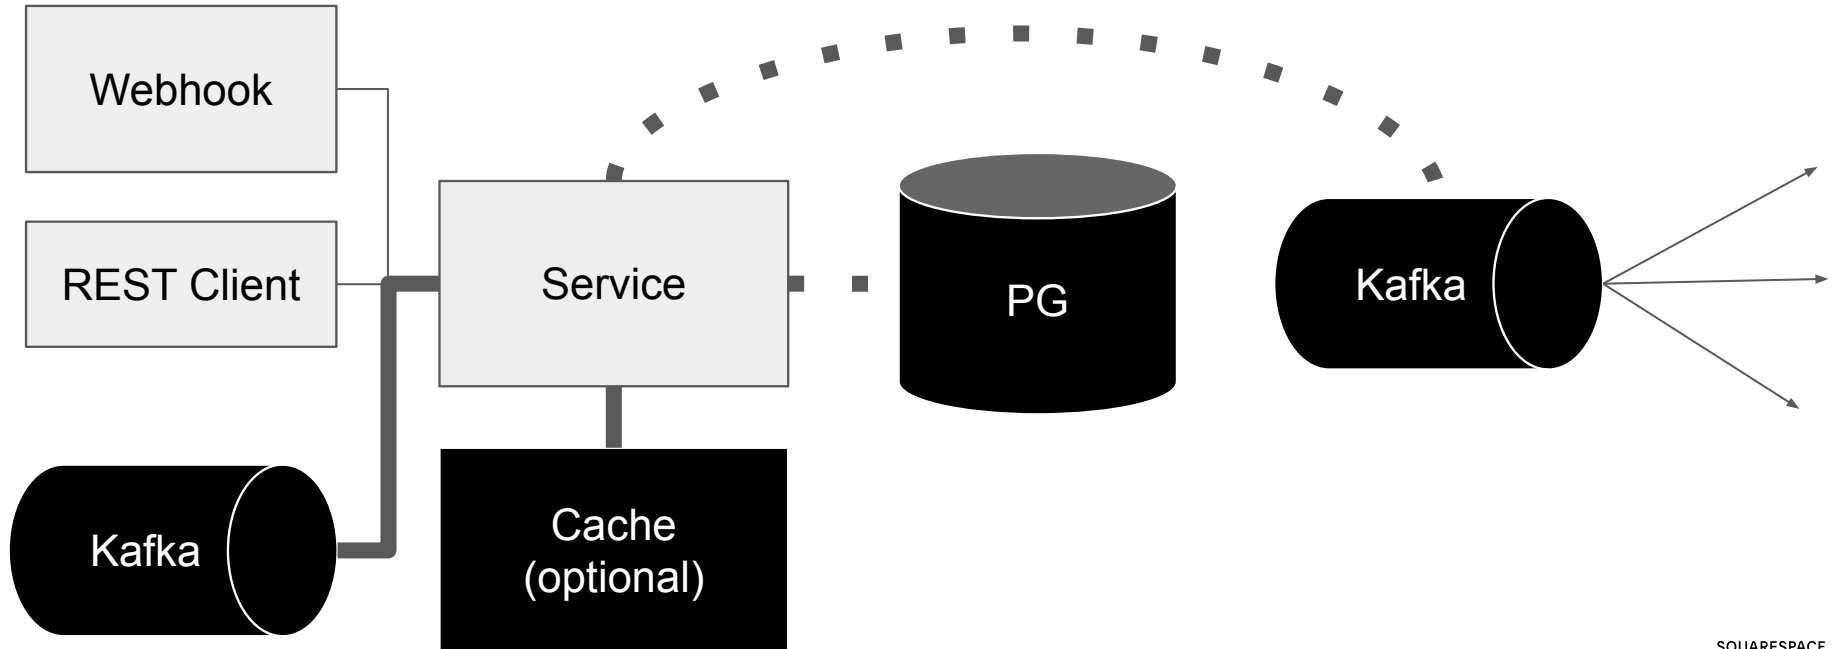 Webhook
REST Client
Service
PG
Kafka
Kafka
Cache
(optional)
SQUARESPACE